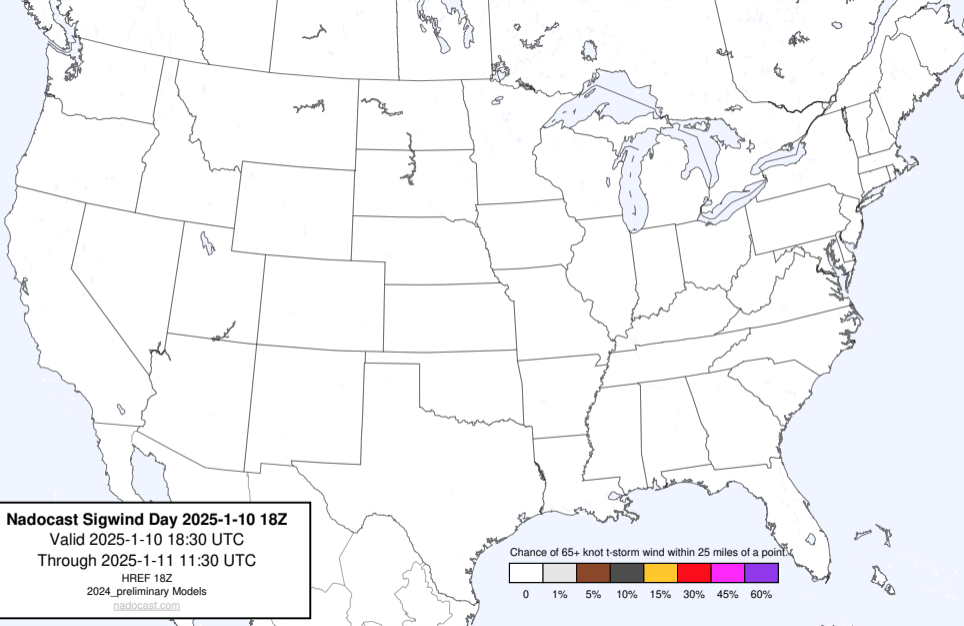 Nadocast Sigwind Day 2025-1-10 18Z
Valid 2025-1-10 18:30 UTC
Through 2025-1-11 11:30 UTC
HREF 18Z
2024_preliminary Models
nadocast.com
Chance of 65+ knot t-storm wind within 25 miles of a point.
0 1% 5% 10% 15% 30% 45% 60%